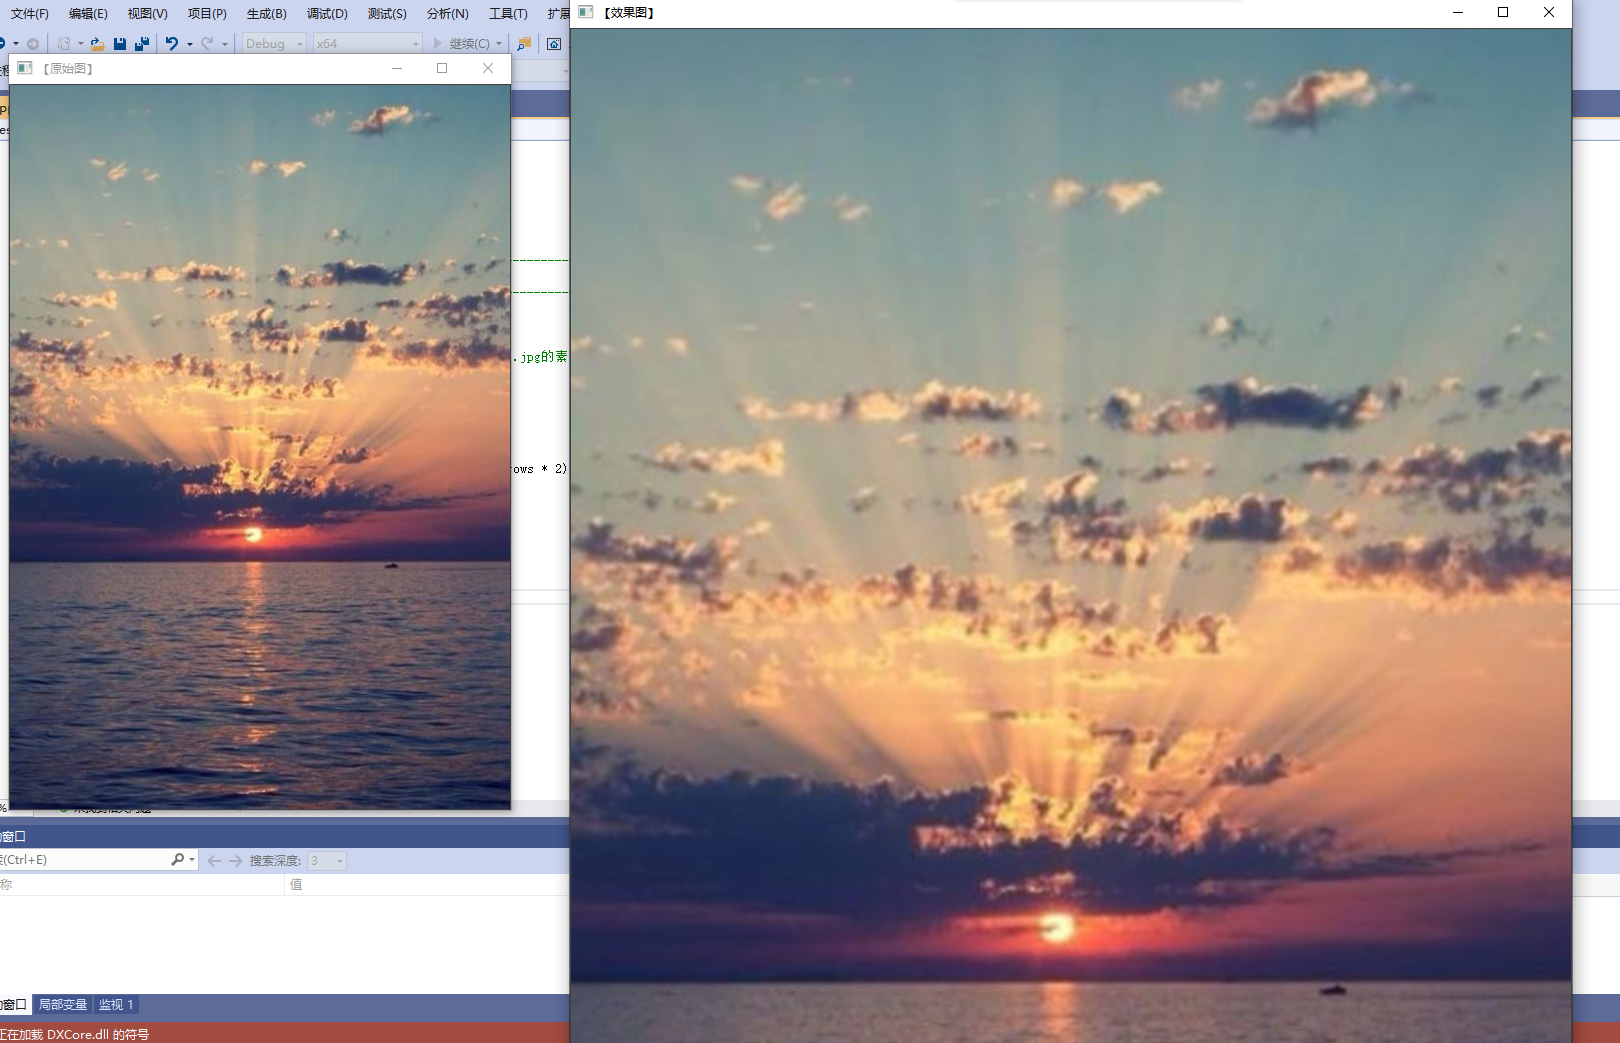 文件(F) 编辑(E) 视图(V) 项目(P) 生成(B) 调试(D) 测试(S) 分析(N) 工具(T) 扩展
【效果图】
Debug x64 继续(C)
【原始图】
.jpg的素
rows * 2)
窗口
(Ctrl+E) 搜索深度: 3
称 值
窗口 局部变量 监视 1
正在加载 DXCore.dll 的符号